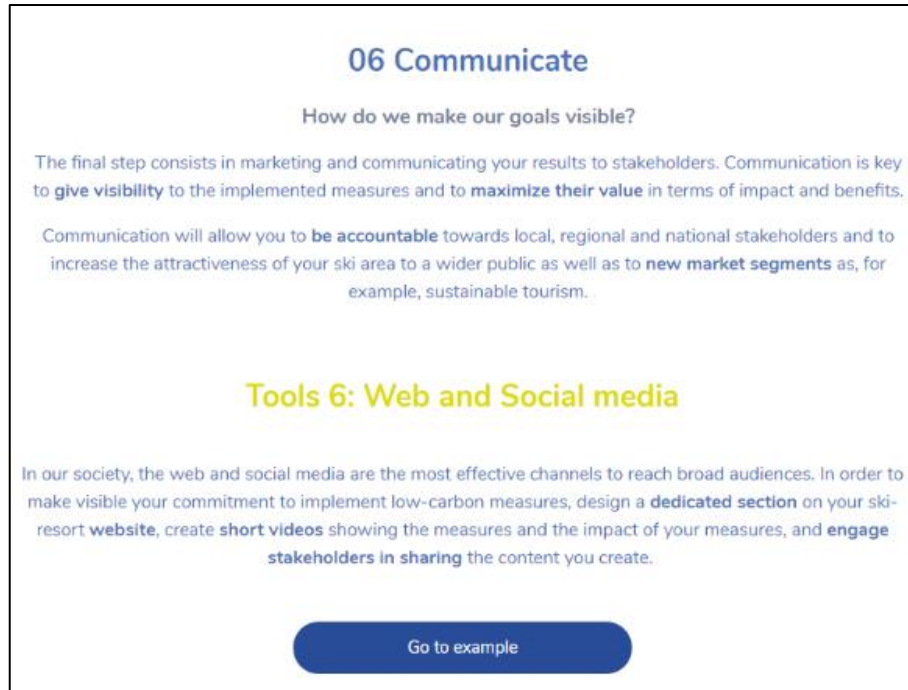 06 Communicate
How do we make our goals visible?
The final step consists in marketing and communicating your results to stakeholders. Communication is key
to give visibility to the implemented measures and to maximize their value in terms of impact and benefits.
Communication will allow you to be accountable towards local, regional and national stakeholders and to
increase the attractiveness of your ski area to a wider public as well as to new market segments as, for
example, sustainable tourism.
Tools 6: Web and Social media
In our society, the web and social media are the most effective channels to reach broad audiences. In order to
make visible your commitment to implement low-carbon measures, design a dedicated section on your ski-
resort website, create short videos showing the measures and the impact of your measures, and engage
stakeholders in sharing the content you create.
Go to example